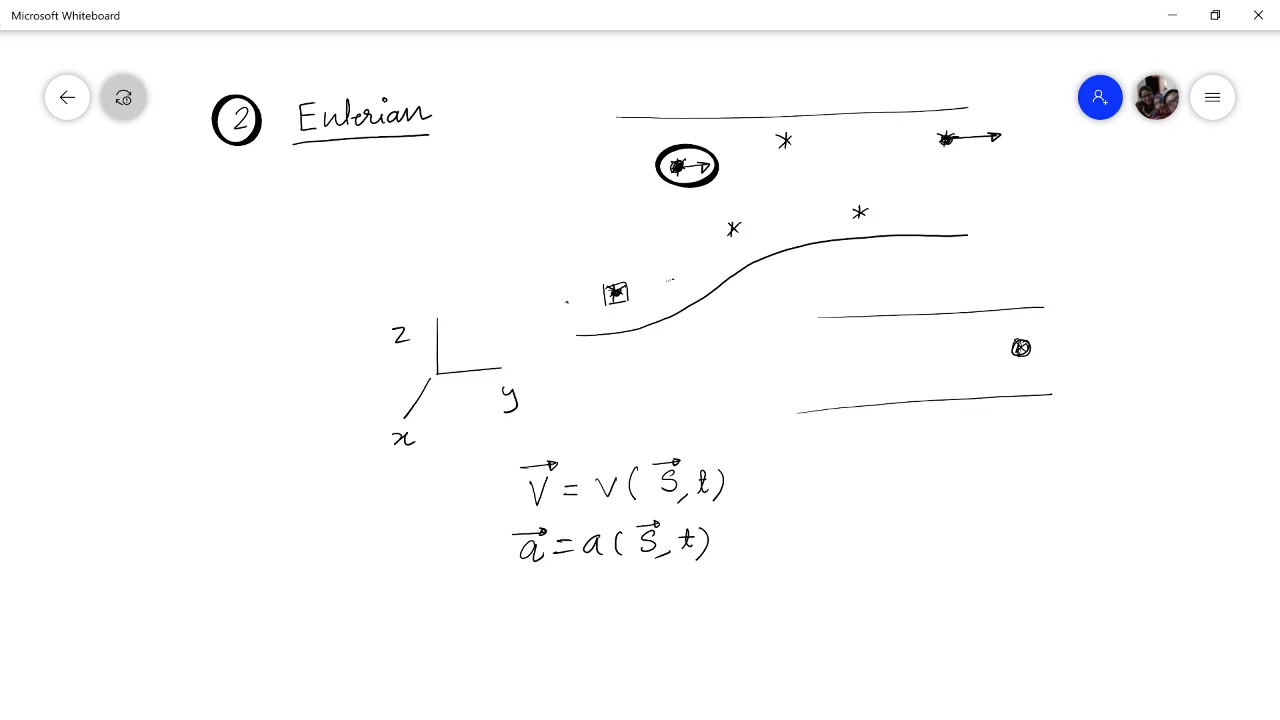 Microsoft Whiteboard
2 Eulerian
z
y
x
V⃗ = v(s⃗, t)
a⃗ = a(s⃗, t)